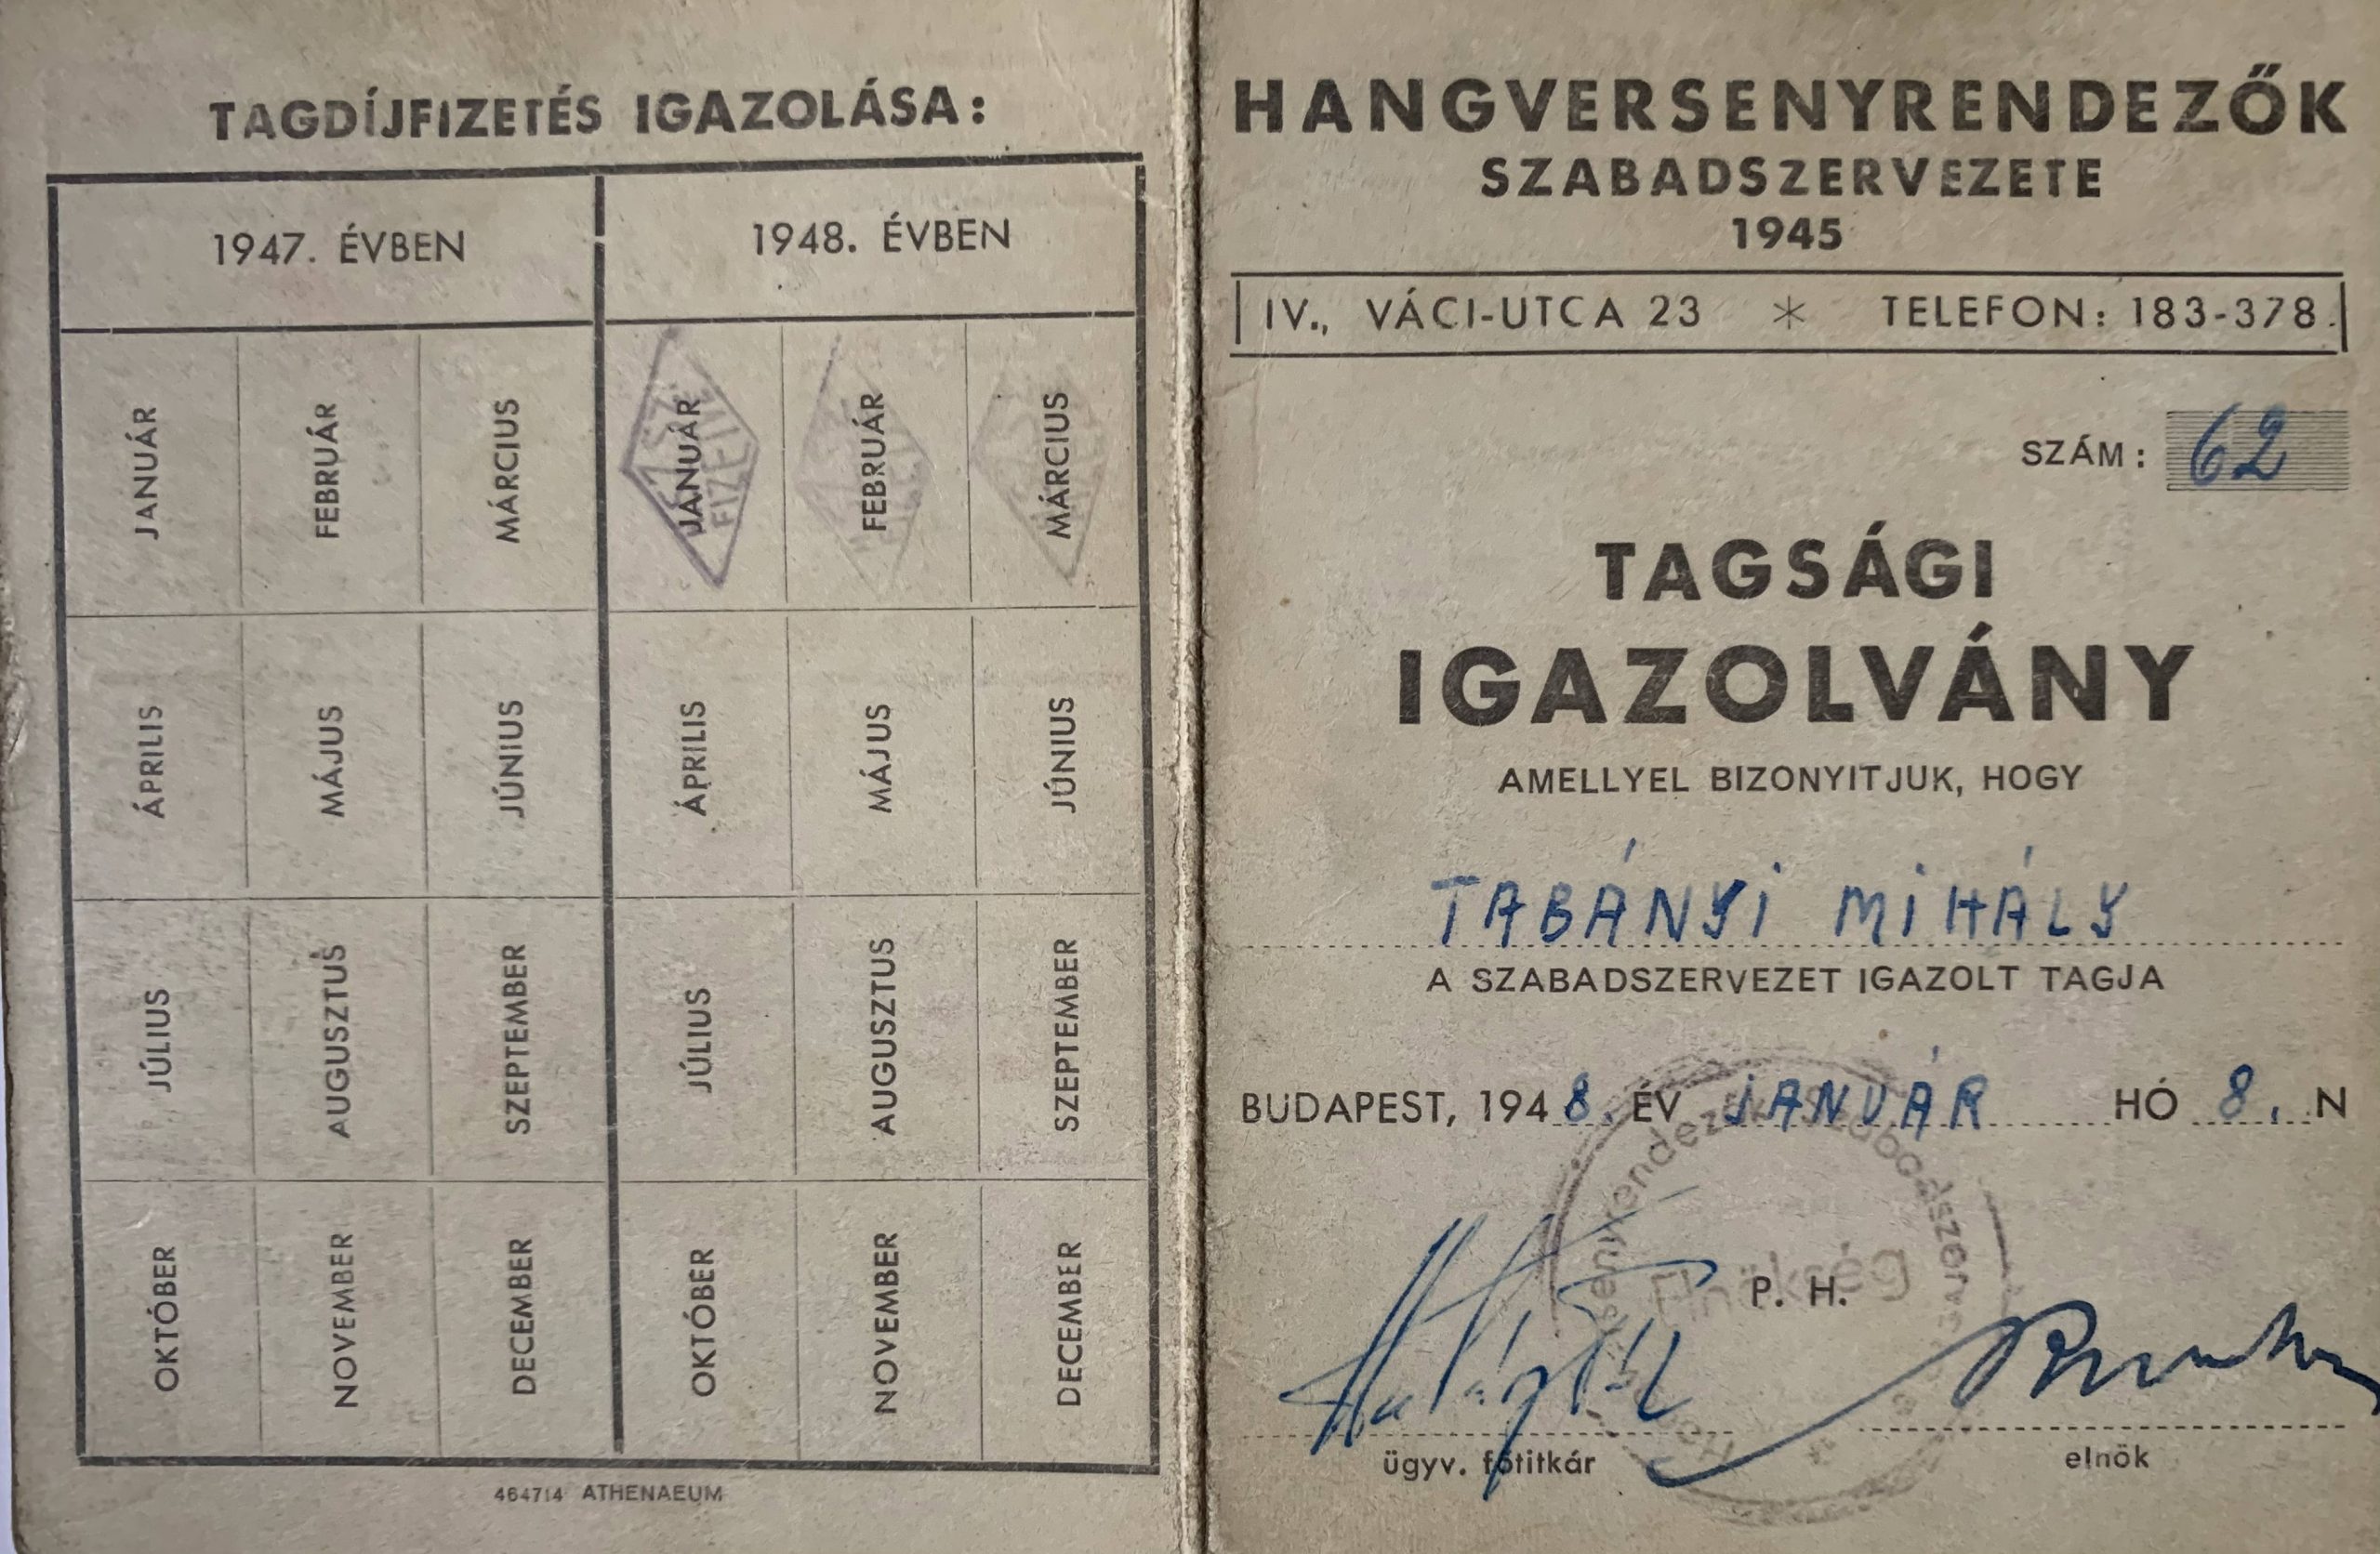 TAGDÍJFIZETÉS IGAZOLÁSA:
1947. ÉVBEN
1948. ÉVBEN
JANUÁR
FEBRUÁR
MÁRCIUS
JANUÁR
FIZETVE
FEBRUÁR
MÁRCIUS
ÁPRILIS
MÁJUS
JÚNIUS
ÁPRILIS
MÁJUS
JÚNIUS
JÚLIUS
AUGUSZTUS
SZEPTEMBER
JÚLIUS
AUGUSZTUS
SZEPTEMBER
OKTÓBER
NOVEMBER
DECEMBER
OKTÓBER
NOVEMBER
DECEMBER
464714 ATHENAEUM
HANGVERSENYRENDEZŐK
SZABADSZERVEZETE
1945
IV., VÁCI-UTCA 23 * TELEFON: 183-378.
SZÁM: 62
TAGSÁGI
IGAZOLVÁNY
AMELLYEL BIZONYITJUK, HOGY
TABÁNYI MIHÁLY
A SZABADSZERVEZET IGAZOLT TAGJA
BUDAPEST, 1948. ÉV JANUÁR HÓ 8. N
Elnökség
P. H.
ügyv. főtitkár
elnök